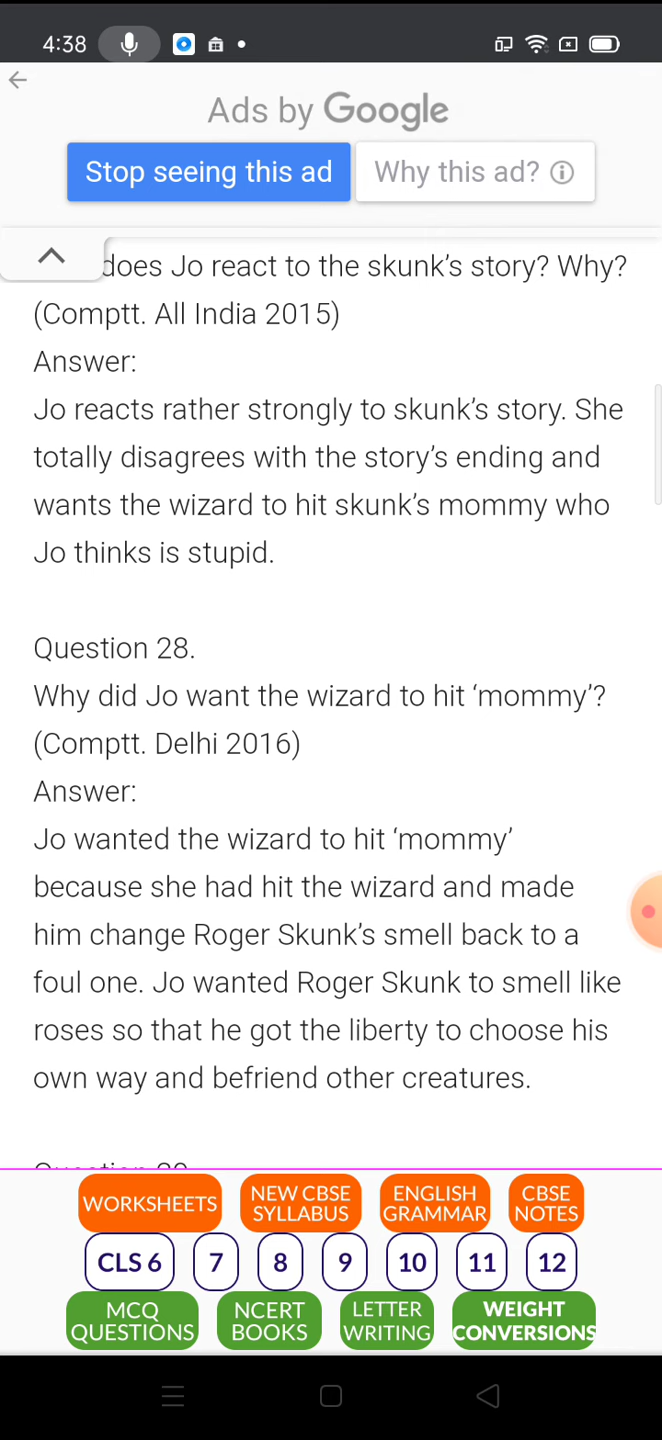 4:38
Ads by Google
Stop seeing this ad
Why this ad?
does Jo react to the skunk’s story? Why?
(Comptt. All India 2015)
Answer:
Jo reacts rather strongly to skunk’s story. She
totally disagrees with the story’s ending and
wants the wizard to hit skunk’s mommy who
Jo thinks is stupid.
Question 28.
Why did Jo want the wizard to hit ‘mommy’?
(Comptt. Delhi 2016)
Answer:
Jo wanted the wizard to hit ‘mommy’
because she had hit the wizard and made
him change Roger Skunk’s smell back to a
foul one. Jo wanted Roger Skunk to smell like
roses so that he got the liberty to choose his
own way and befriend other creatures.
WORKSHEETS
NEW CBSE
SYLLABUS
ENGLISH
GRAMMAR
CBSE
NOTES
CLS 6
7
8
9
10
11
12
MCQ
QUESTIONS
NCERT
BOOKS
LETTER
WRITING
WEIGHT
CONVERSIONS